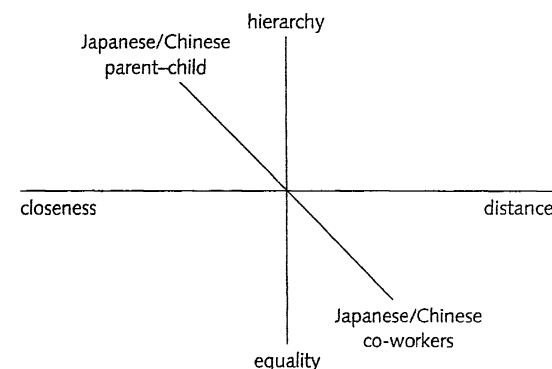 hierarchy
Japanese/Chinese
parent–child
closeness
distance
Japanese/Chinese
co-workers
equality